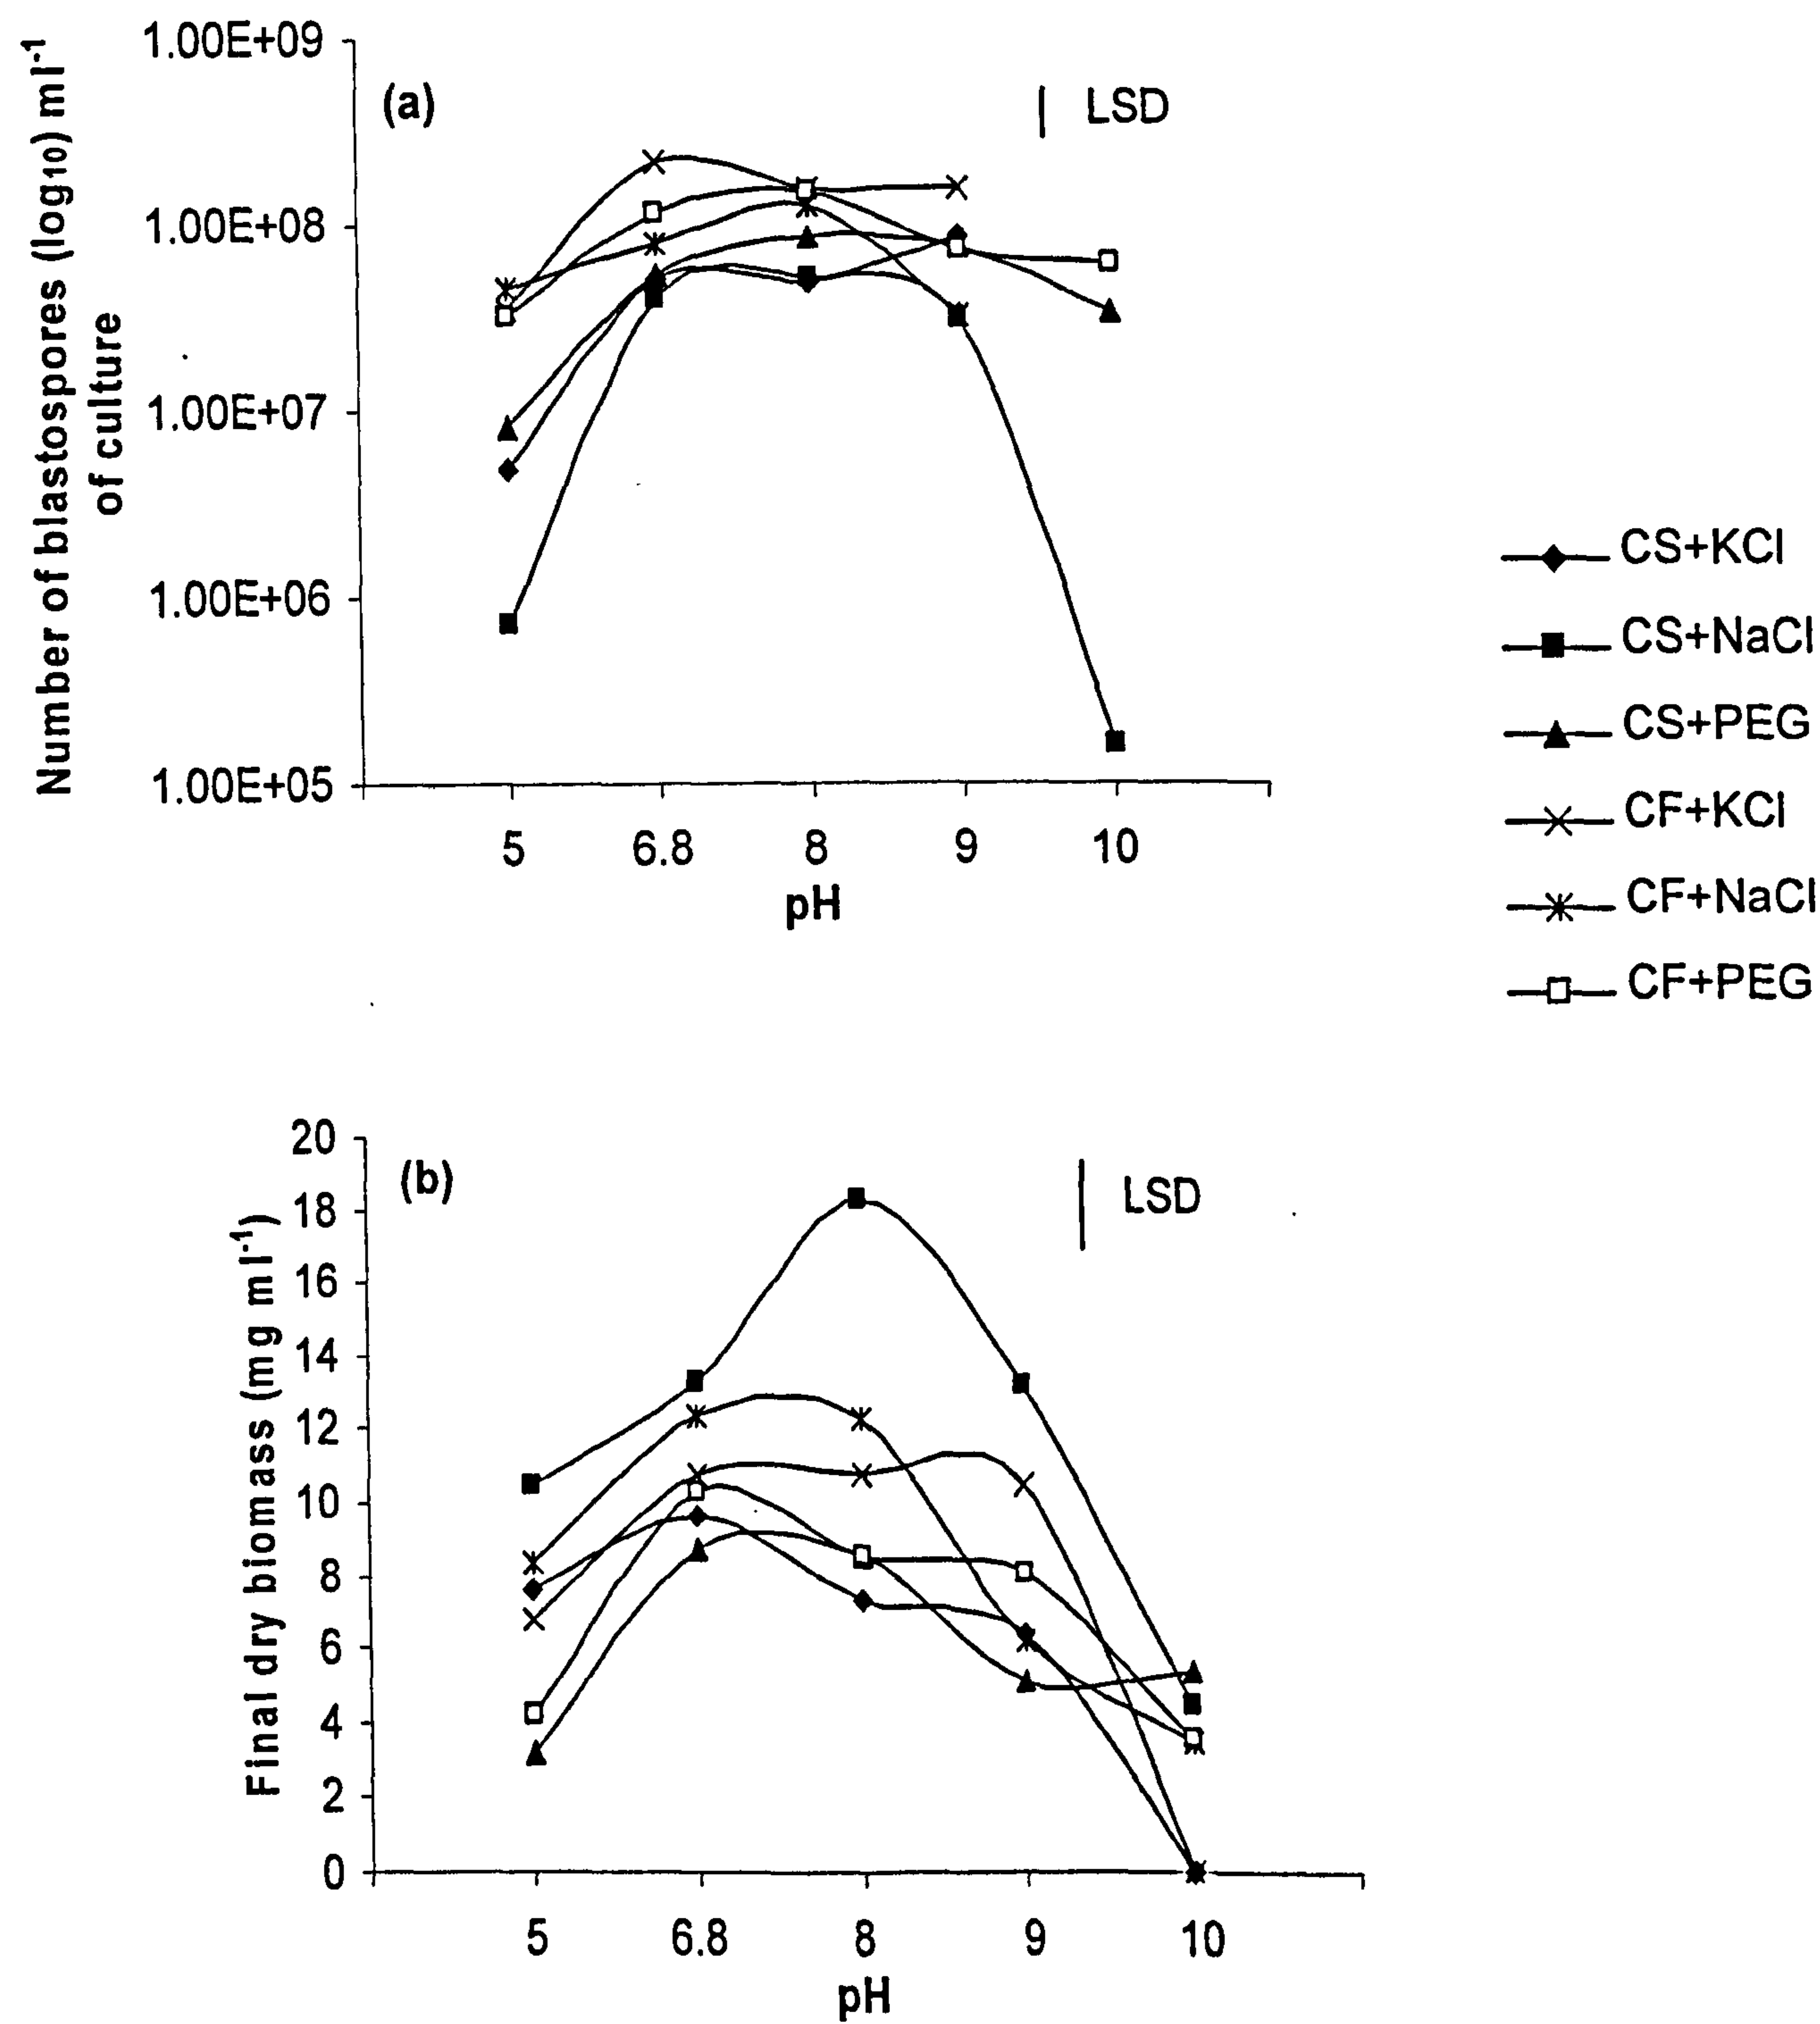 Number of blastospores (log10) ml-1
of culture
1.00E+09
1.00E+08
1.00E+07
1.00E+06
1.00E+05
(a)
LSD
5 6.8 8 9 10
pH
CS+KCl
CS+NaCl
CS+PEG
CF+KCl
CF+NaCl
CF+PEG
Final dry biomass (mg ml-1)
20
18
16
14
12
10
8
6
4
2
0
(b)
LSD
5 6.8 8 9 10
pH